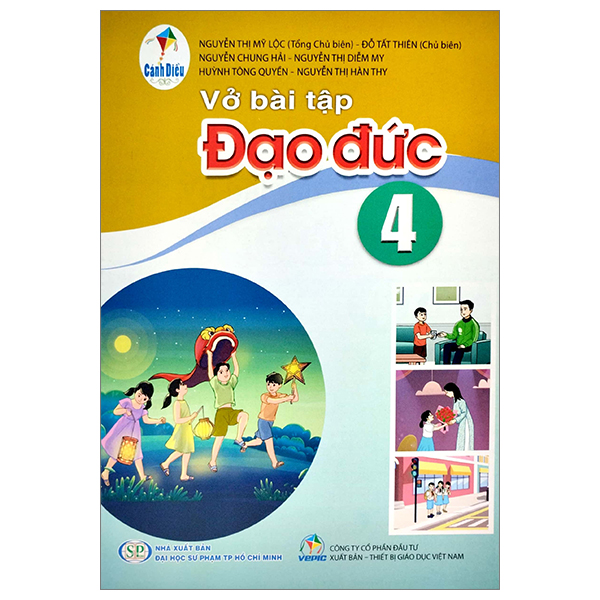 Cánh Diều
NGUYỄN THỊ MỸ LỘC (Tổng Chủ biên) - ĐỖ TẤT THIÊN (Chủ biên)
NGUYỄN CHUNG HẢI - NGUYỄN THỊ DIỄM MY
HUỲNH TÔNG QUYỀN - NGUYỄN THỊ HÀN THY
Vở bài tập
Đạo đức
4
SP
NHÀ XUẤT BẢN
ĐẠI HỌC SƯ PHẠM TP HỒ CHÍ MINH
VEPIC
CÔNG TY CỔ PHẦN ĐẦU TƯ
XUẤT BẢN - THIẾT BỊ GIÁO DỤC VIỆT NAM